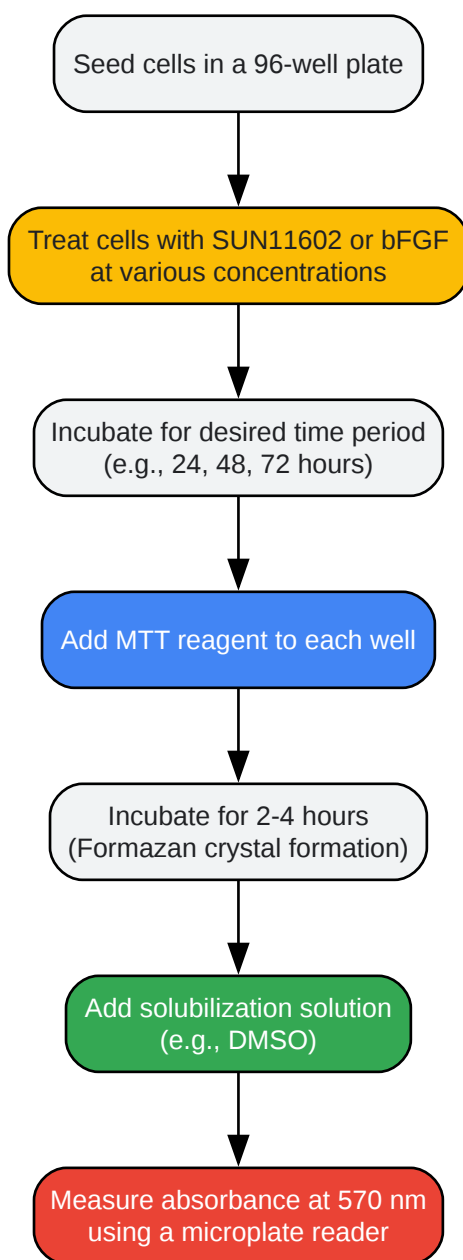 Seed cells in a 96-well plate
Treat cells with SUN11602 or bFGF
at various concentrations
Incubate for desired time period
(e.g., 24, 48, 72 hours)
Add MTT reagent to each well
Incubate for 2-4 hours
(Formazan crystal formation)
Add solubilization solution
(e.g., DMSO)
Measure absorbance at 570 nm
using a microplate reader